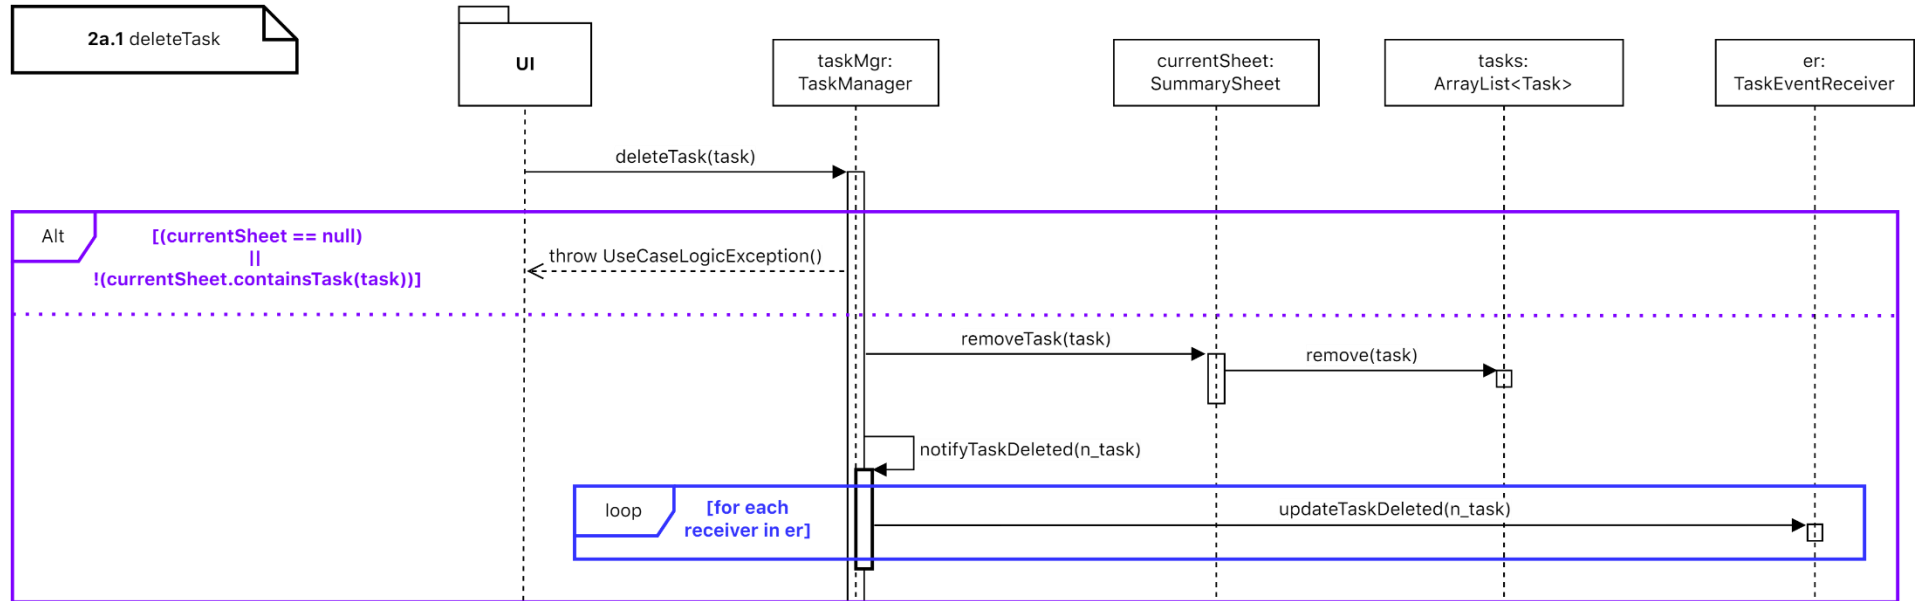 2a.1 deleteTask
UI
taskMgr:
TaskManager
currentSheet:
SummarySheet
tasks:
ArrayList<Task>
er:
TaskEventReceiver
deleteTask(task)
Alt
[(currentSheet == null)
||
!(currentSheet.containsTask(task))]
throw UseCaseLogicException()
removeTask(task)
remove(task)
notifyTaskDeleted(n_task)
loop
[for each
receiver in er]
updateTaskDeleted(n_task)